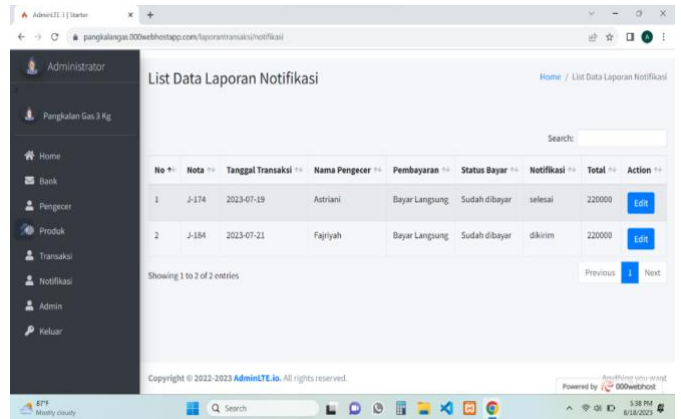 AdminLTE 3 | Starter
pangkalangas.000webhostapp.com/laporantransaksi/notifikasi
Administrator
Pangkalan Gas 3 Kg
Home
Bank
Pengecer
Produk
Transaksi
Notifikasi
Admin
Keluar
List Data Laporan Notifikasi
Home / List Data Laporan Notifikasi
Search:
No Nota Tanggal Transaksi Nama Pengecer Pembayaran Status Bayar Notifikasi Total Action
1 J-174 2023-07-19 Astriani Bayar Langsung Sudah dibayar selesai 220000 Edit
2 J-184 2023-07-21 Fajriyah Bayar Langsung Sudah dibayar dikirim 220000 Edit
Showing 1 to 2 of 2 entries
Previous 1 Next
Copyright © 2022-2023 AdminLTE.io. All rights reserved.
Anything you want
Powered by 000webhost
87°F
Mostly cloudy
Search
5:38 PM
8/18/2023